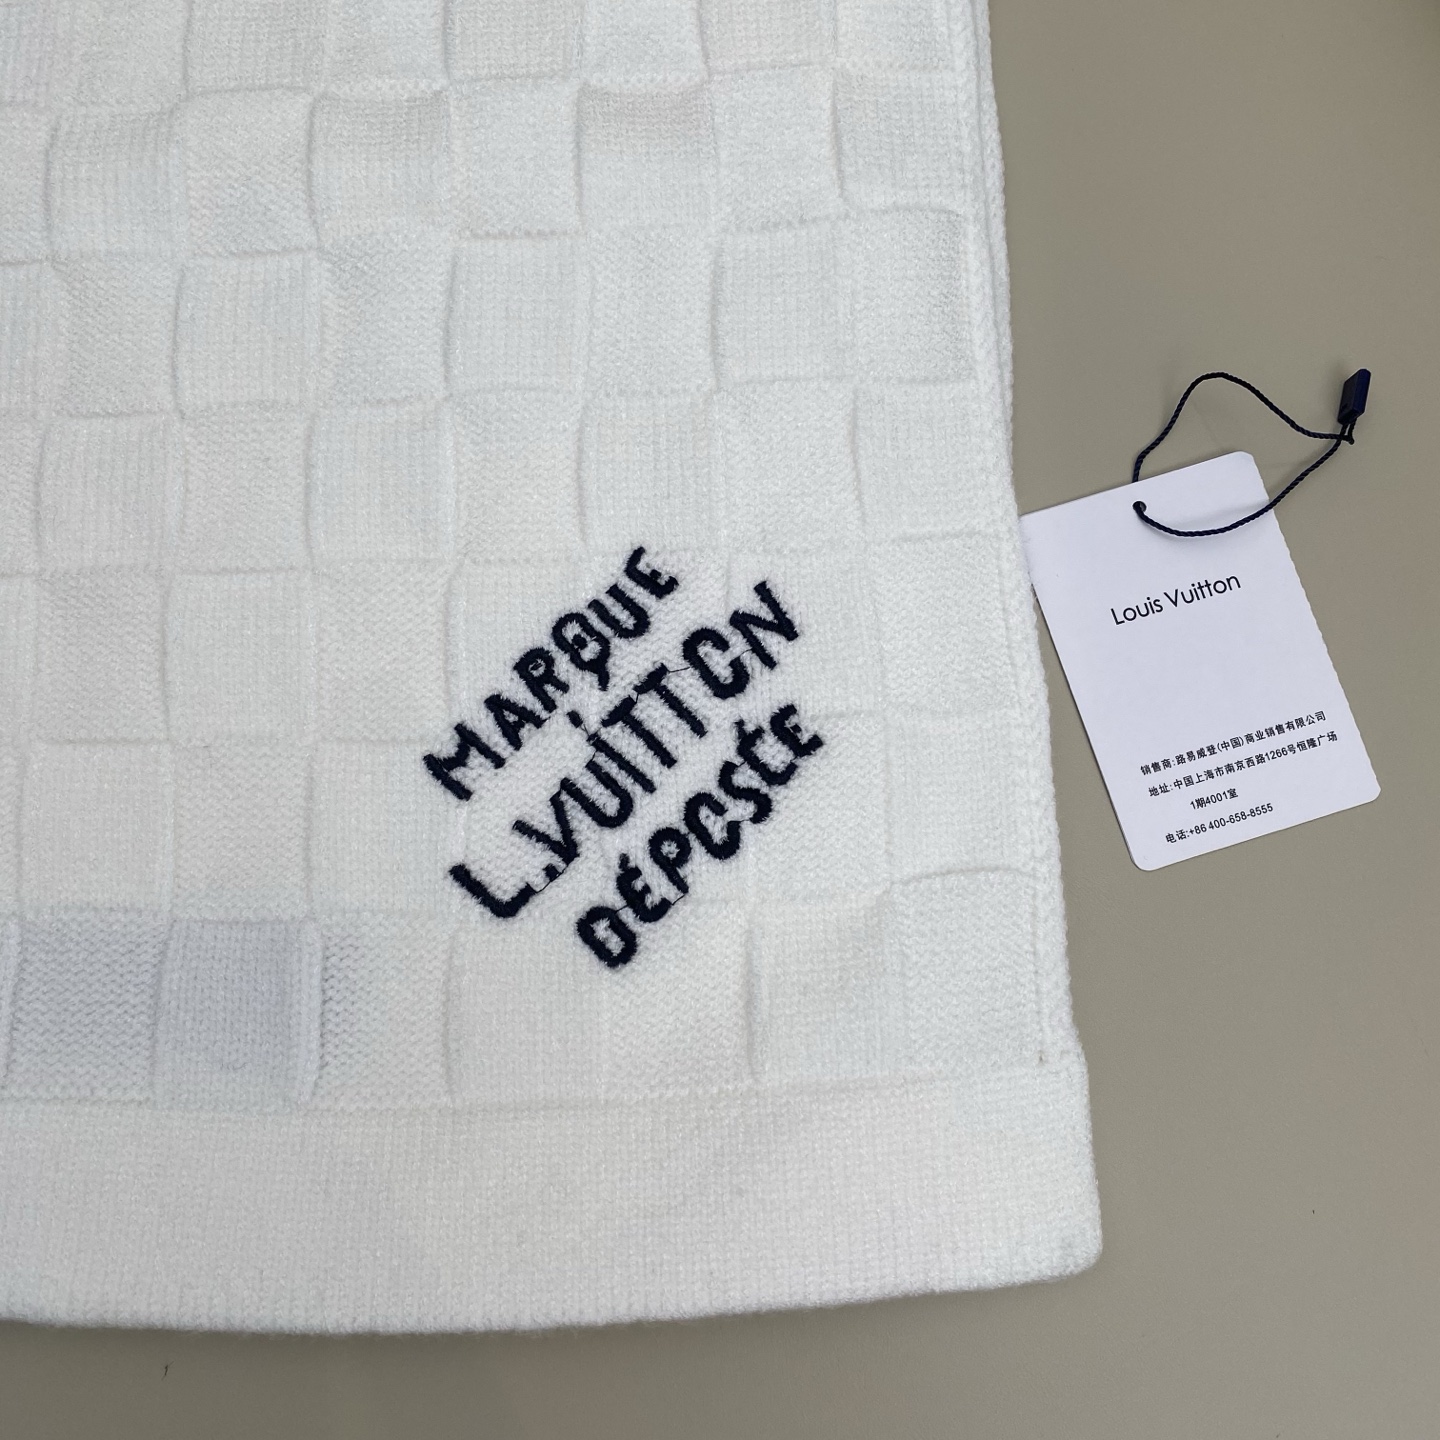 MARQUE
L.VUITTON
DÉPOSÉE
Louis Vuitton
销售商:路易威登(中国)商业销售有限公司
地址:中国上海市南京西路1266号恒隆广场
1期4001室
电话:+86 400-658-8555